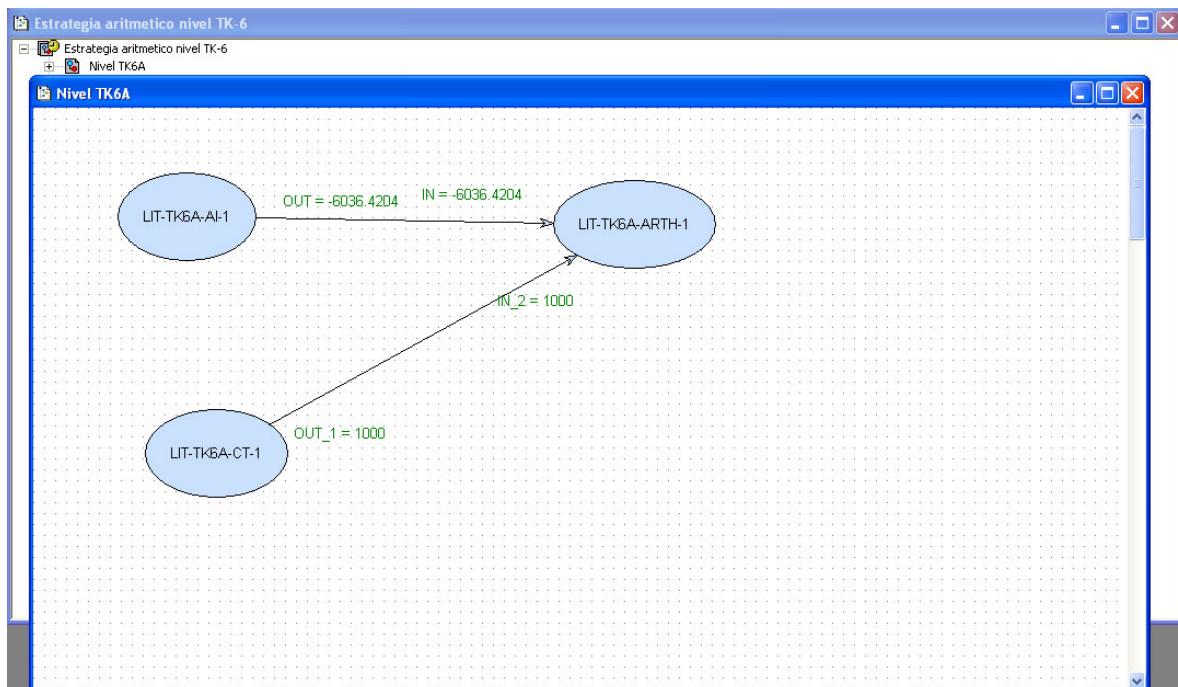 Estrategia aritmetico nivel TK-6
Estrategia aritmetico nivel TK-6
Nivel TK6A
Nivel TK6A
LIT-TK6A-AI-1
OUT = -6036.4204
IN = -6036.4204
LIT-TK6A-ARTH-1
IN_2 = 1000
OUT_1 = 1000
LIT-TK6A-CT-1